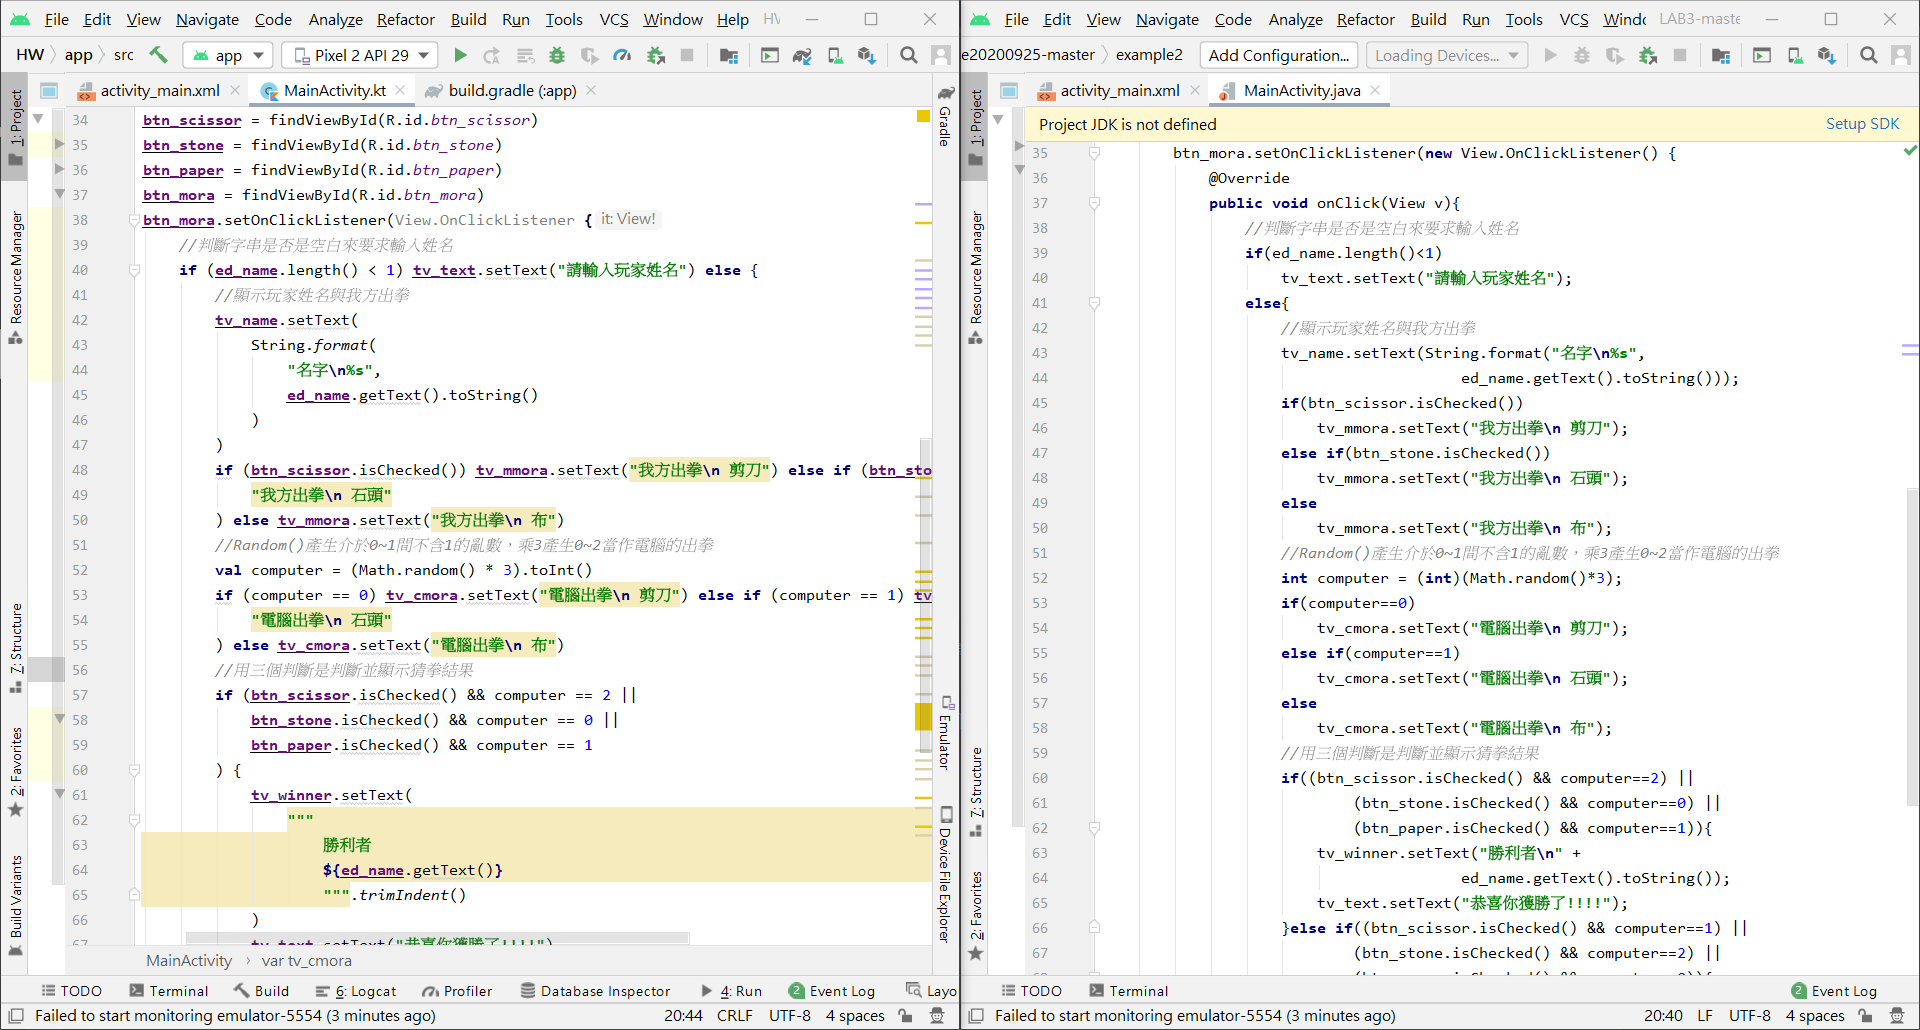 File Edit View Navigate Code Analyze Refactor Build Run Tools VCS Window Help HW
HW app src app Pixel 2 API 29
activity_main.xml MainActivity.kt build.gradle (:app)
1: Project
Resource Manager
7: Structure
2: Favorites
Build Variants
34 btn_scissor = findViewById(R.id.btn_scissor)
35 btn_stone = findViewById(R.id.btn_stone)
36 btn_paper = findViewById(R.id.btn_paper)
37 btn_mora = findViewById(R.id.btn_mora)
38 btn_mora.setOnClickListener(View.OnClickListener { it: View!
39 //判斷字串是否是空白來要求輸入姓名
40 if (ed_name.length() < 1) tv_text.setText("請輸入玩家姓名") else {
41 //顯示玩家姓名與我方出拳
42 tv_name.setText(
43 String.format(
44 "名字\n%s",
45 ed_name.getText().toString()
46 )
47 )
48 if (btn_scissor.isChecked()) tv_mmora.setText("我方出拳\n 剪刀") else if (btn_sto
49 "我方出拳\n 石頭"
50 ) else tv_mmora.setText("我方出拳\n 布")
51 //Random()產生介於0~1間不含1的亂數，乘3產生0~2當作電腦的出拳
52 val computer = (Math.random() * 3).toInt()
53 if (computer == 0) tv_cmora.setText("電腦出拳\n 剪刀") else if (computer == 1) tv
54 "電腦出拳\n 石頭"
55 ) else tv_cmora.setText("電腦出拳\n 布")
56 //用三個判斷是判斷並顯示猜拳結果
57 if (btn_scissor.isChecked() && computer == 2 ||
58 btn_stone.isChecked() && computer == 0 ||
59 btn_paper.isChecked() && computer == 1
60 ) {
61 tv_winner.setText(
62 """
63 勝利者
64 ${ed_name.getText()}
65 """.trimIndent()
66 )
67 tv_text.setText("恭喜你獲勝了!!!!")
Gradle
Emulator
Device File Explorer
MainActivity › var tv_cmora
TODO Terminal Build 6: Logcat Profiler Database Inspector 4: Run 2 Event Log Layo
Failed to start monitoring emulator-5554 (3 minutes ago) 20:44 CRLF UTF-8 4 spaces
File Edit View Navigate Code Analyze Refactor Build Run Tools VCS Windo LAB3-maste
e20200925-master example2 Add Configuration... Loading Devices...
activity_main.xml MainActivity.java
1: Project
Resource Manager
7: Structure
2: Favorites
Project JDK is not defined Setup SDK
35 btn_mora.setOnClickListener(new View.OnClickListener() {
36 @Override
37 public void onClick(View v){
38 //判斷字串是否是空白來要求輸入姓名
39 if(ed_name.length()<1)
40 tv_text.setText("請輸入玩家姓名");
41 else{
42 //顯示玩家姓名與我方出拳
43 tv_name.setText(String.format("名字\n%s",
44 ed_name.getText().toString()));
45 if(btn_scissor.isChecked())
46 tv_mmora.setText("我方出拳\n 剪刀");
47 else if(btn_stone.isChecked())
48 tv_mmora.setText("我方出拳\n 石頭");
49 else
50 tv_mmora.setText("我方出拳\n 布");
51 //Random()產生介於0~1間不含1的亂數，乘3產生0~2當作電腦的出拳
52 int computer = (int)(Math.random()*3);
53 if(computer==0)
54 tv_cmora.setText("電腦出拳\n 剪刀");
55 else if(computer==1)
56 tv_cmora.setText("電腦出拳\n 石頭");
57 else
58 tv_cmora.setText("電腦出拳\n 布");
59 //用三個判斷是判斷並顯示猜拳結果
60 if((btn_scissor.isChecked() && computer==2) ||
61 (btn_stone.isChecked() && computer==0) ||
62 (btn_paper.isChecked() && computer==1)){
63 tv_winner.setText("勝利者\n" +
64 ed_name.getText().toString());
65 tv_text.setText("恭喜你獲勝了!!!!");
66 }else if((btn_scissor.isChecked() && computer==1) ||
67 (btn_stone.isChecked() && computer==2) ||
TODO Terminal 2 Event Log
Failed to start monitoring emulator-5554 (3 minutes ago) 20:40 LF UTF-8 4 spaces